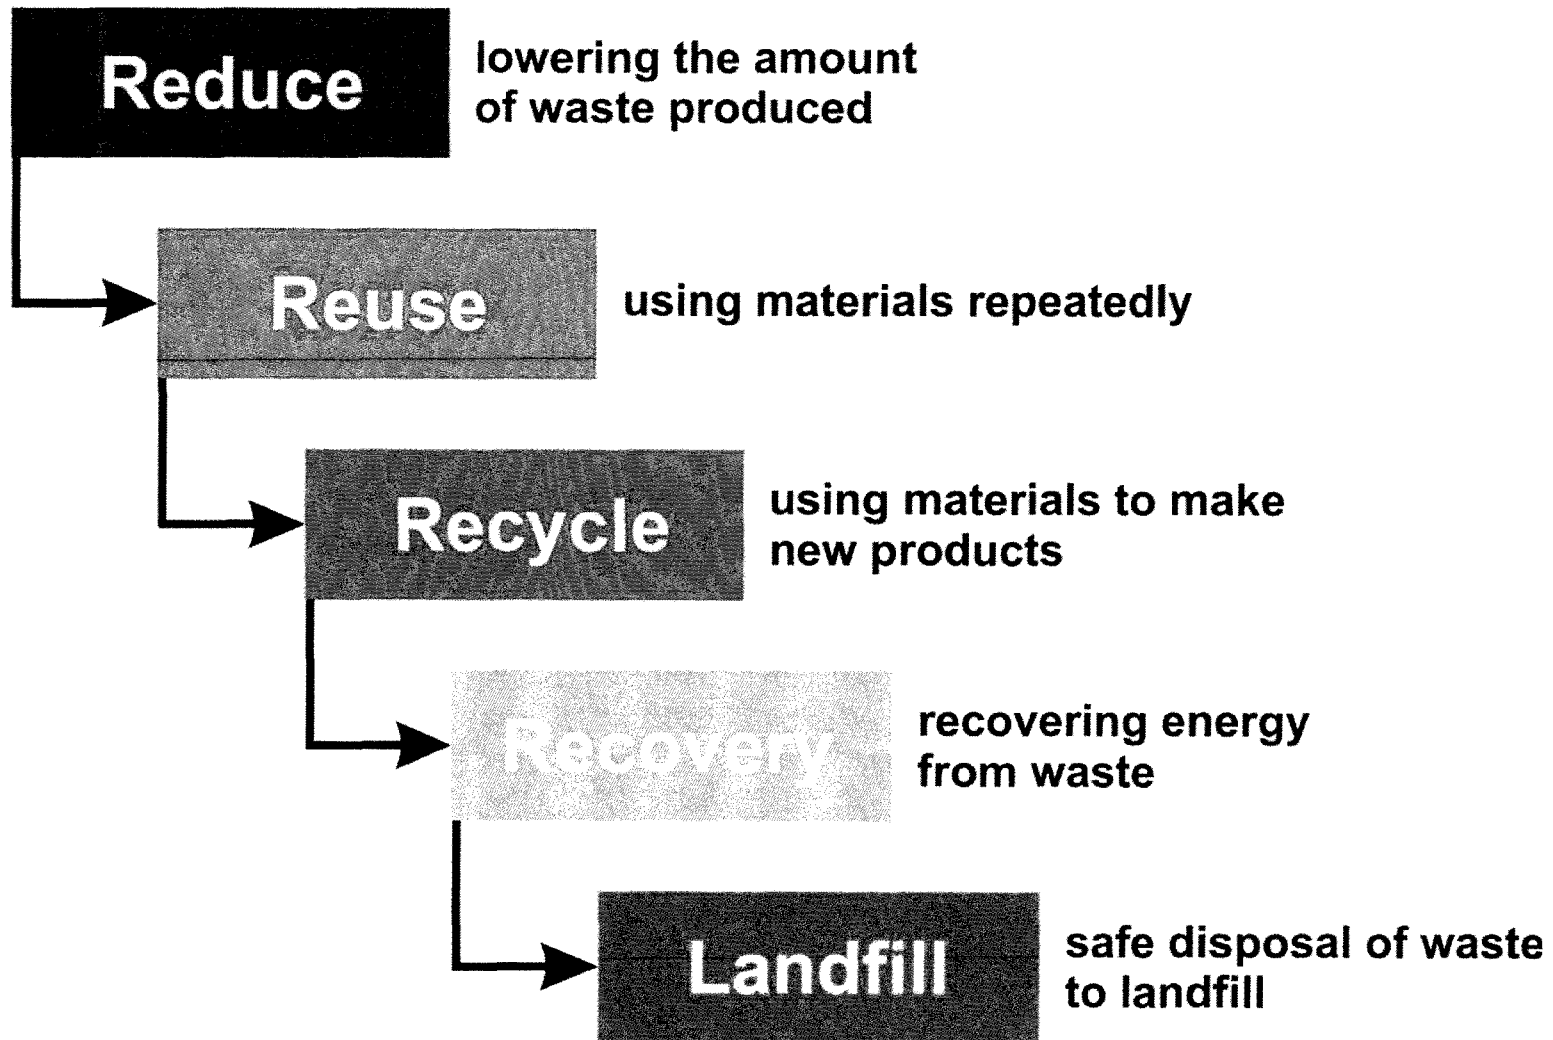 Reduce
lowering the amount
of waste produced
Reuse
using materials repeatedly
Recycle
using materials to make
new products
Recovery
recovering energy
from waste
Landfill
safe disposal of waste
to landfill